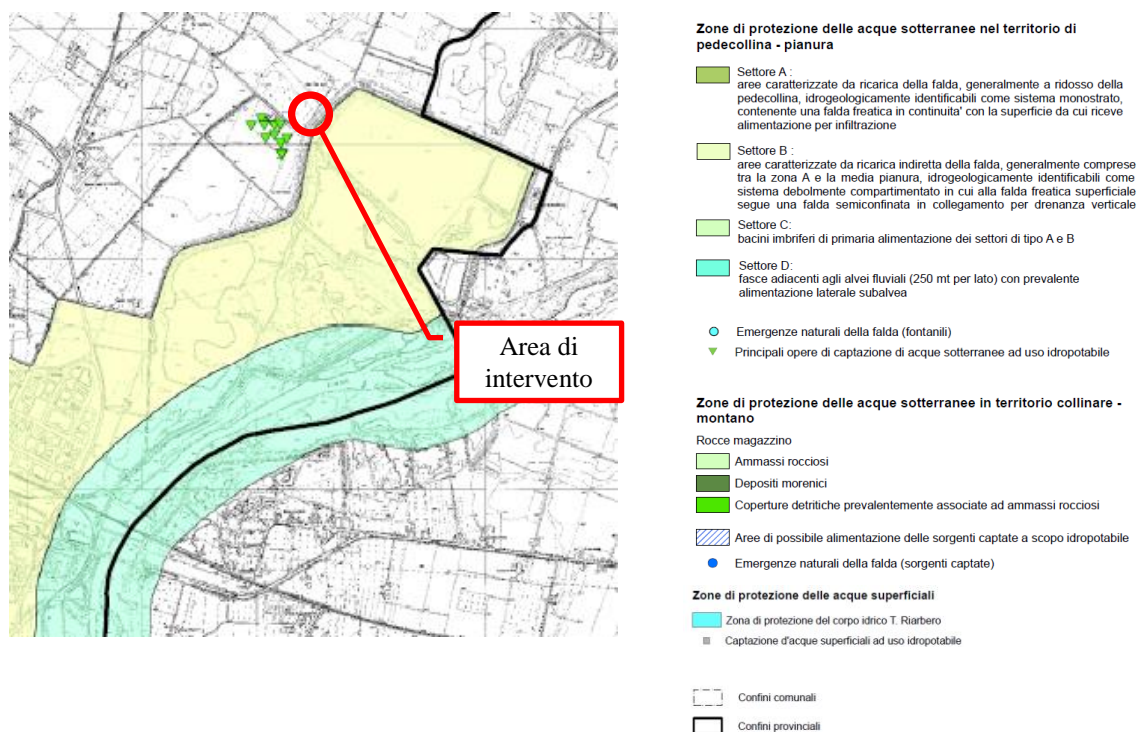 Area di
intervento
Zone di protezione delle acque sotterranee nel territorio di
pedecollina - pianura
Settore A :
aree caratterizzate da ricarica della falda, generalmente a ridosso della
pedecollina, idrogeologicamente identificabili come sistema monostrato,
contenente una falda freatica in continuita' con la superficie da cui riceve
alimentazione per infiltrazione
Settore B :
aree caratterizzate da ricarica indiretta della falda, generalmente comprese
tra la zona A e la media pianura, idrogeologicamente identificabili come
sistema debolmente compartimentato in cui alla falda freatica superficiale
segue una falda semiconfinata in collegamento per drenanza verticale
Settore C:
bacini imbriferi di primaria alimentazione dei settori di tipo A e B
Settore D:
fasce adiacenti agli alvei fluviali (250 mt per lato) con prevalente
alimentazione laterale subalvea
Emergenze naturali della falda (fontanili)
Principali opere di captazione di acque sotterranee ad uso idropotabile
Zone di protezione delle acque sotterranee in territorio collinare -
montano
Rocce magazzino
Ammassi rocciosi
Depositi morenici
Coperture detritiche prevalentemente associate ad ammassi rocciosi
Aree di possibile alimentazione delle sorgenti captate a scopo idropotabile
Emergenze naturali della falda (sorgenti captate)
Zone di protezione delle acque superficiali
Zona di protezione del corpo idrico T. Riarbero
Captazione d'acque superficiali ad uso idropotabile
Confini comunali
Confini provinciali